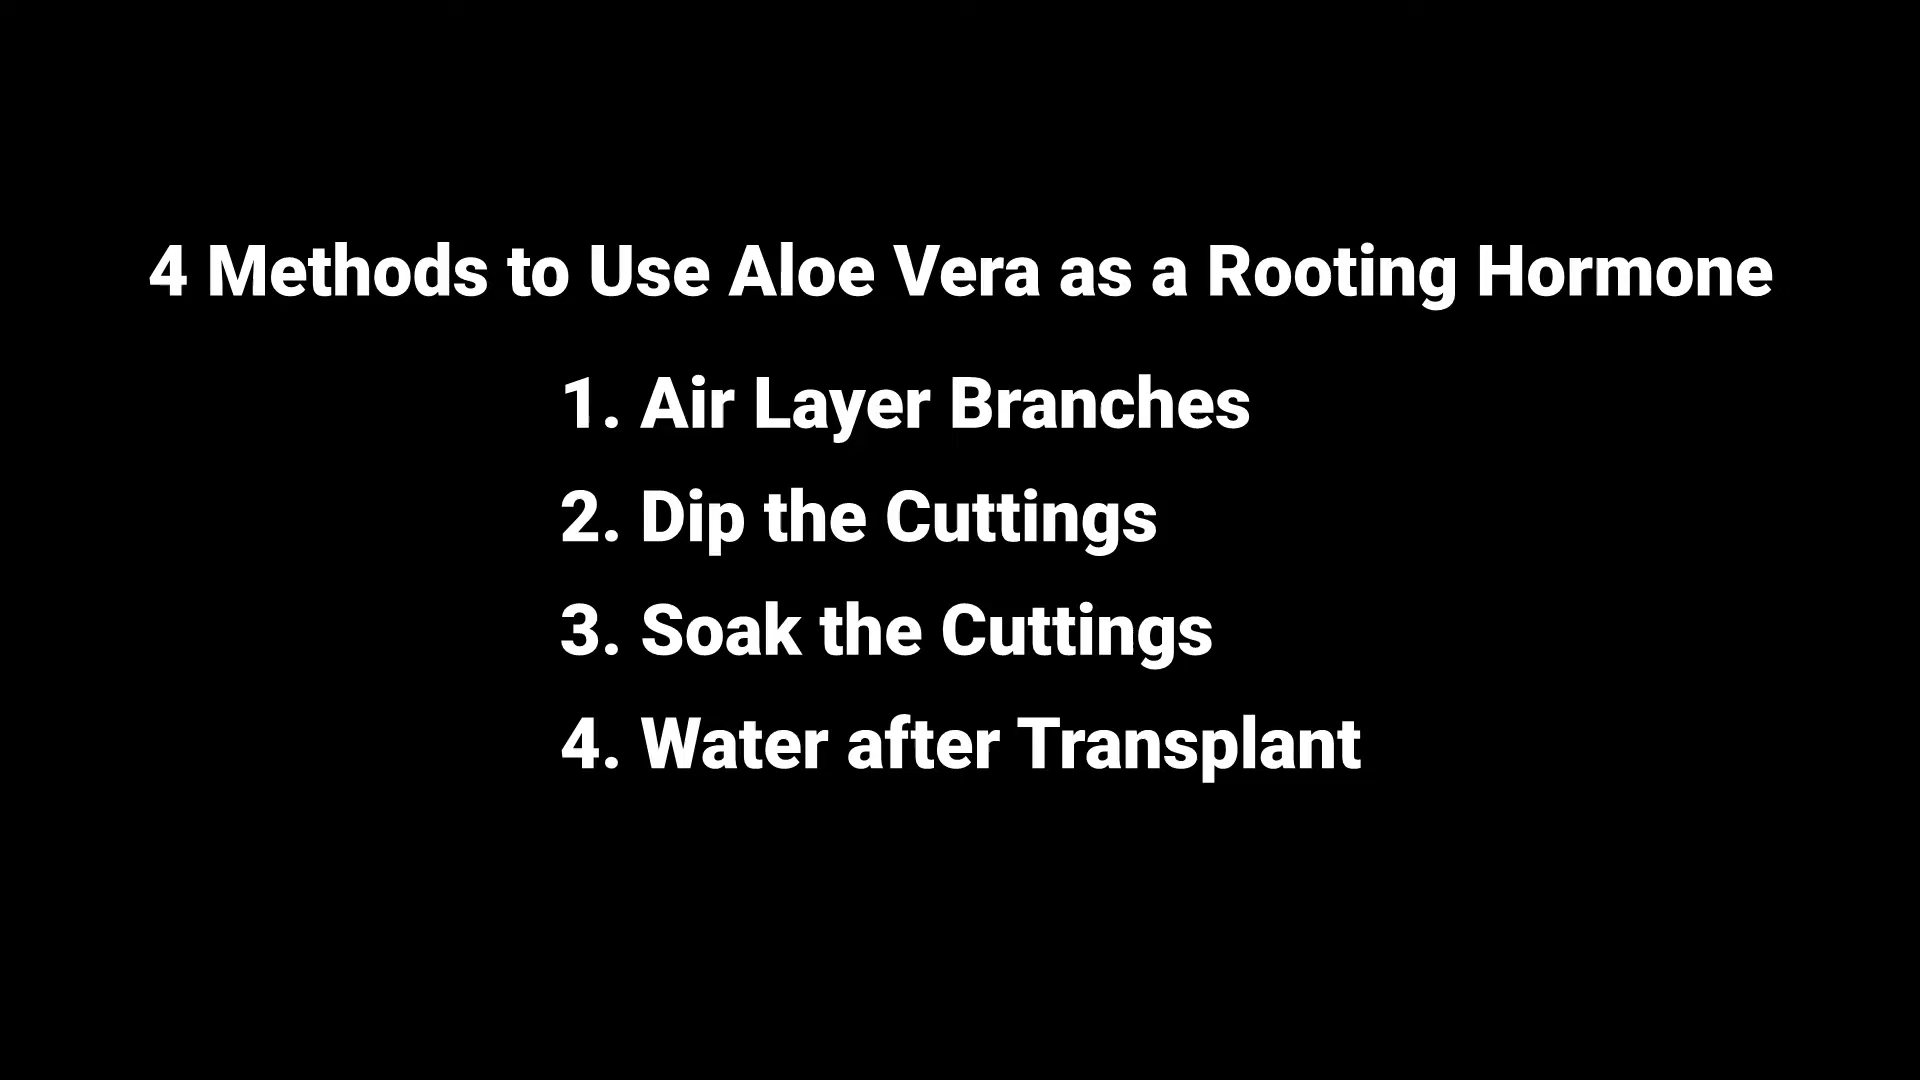 4 Methods to Use Aloe Vera as a Rooting Hormone
1. Air Layer Branches
2. Dip the Cuttings
3. Soak the Cuttings
4. Water after Transplant